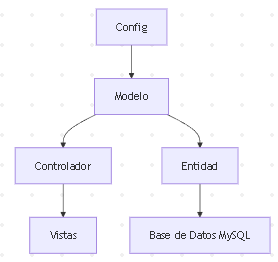 Config
Modelo
Controlador
Entidad
Vistas
Base de Datos MySQL